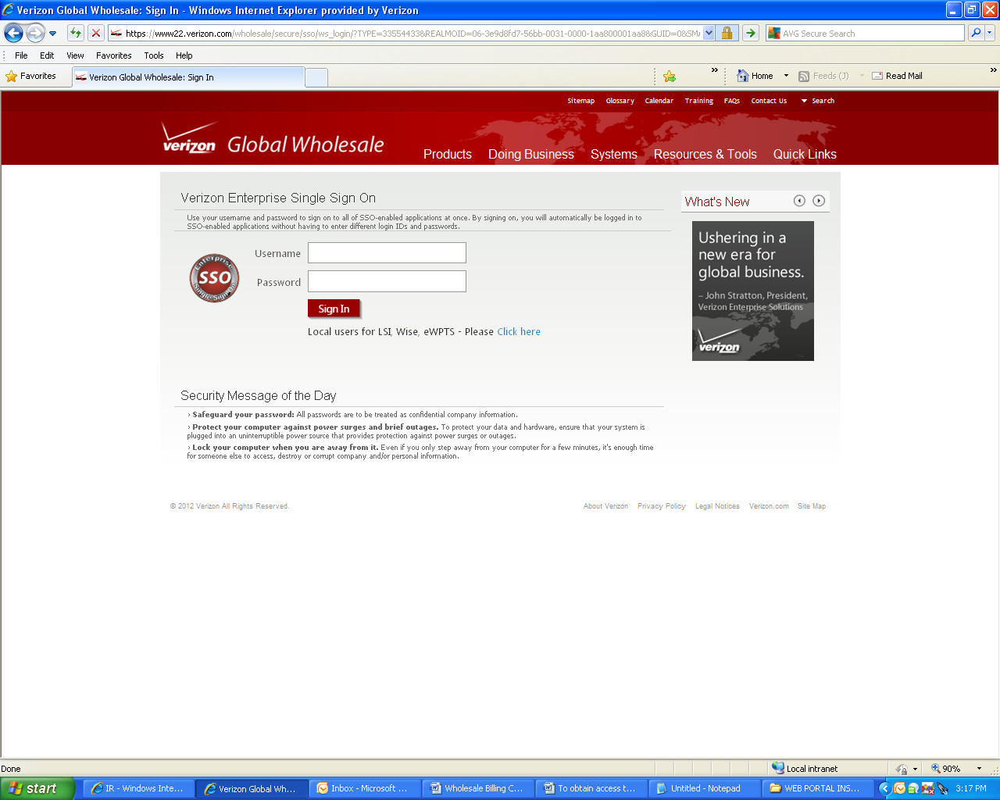 Verizon Global Wholesale: Sign In - Windows Internet Explorer provided by Verizon
https://www22.verizon.com/wholesale/secure/sso/ws_login/?TYPE=33554433&REALMOID=06-3e9d8fd7-56bb-0031-0000-1aa800001aa8&GUID=0&SM
AVG Secure Search
File Edit View Favorites Tools Help
Favorites
Verizon Global Wholesale: Sign In
» Home Feeds (J) Read Mail »
Sitemap Glossary Calendar Training FAQs Contact Us Search
verizon Global Wholesale
Products Doing Business Systems Resources & Tools Quick Links
Verizon Enterprise Single Sign On
Use your username and password to sign on to all of SSO-enabled applications at once. By signing on, you will automatically be logged in to
SSO-enabled applications without having to enter different login IDs and passwords.
Enterprise
SSO
Single-Sign-On
Username
Password
Sign In
Local users for LSI, Wise, eWPTS - Please Click here
What's New
Ushering in a
new era for
global business.
– John Stratton, President,
Verizon Enterprise Solutions
verizon
Security Message of the Day
› Safeguard your password: All passwords are to be treated as confidential company information.
› Protect your computer against power surges and brief outages. To protect your data and hardware, ensure that your system is
plugged into an uninterruptible power source that provides protection against power surges or outages.
› Lock your computer when you are away from it. Even if you only step away from your computer for a few minutes, it's enough time
for someone else to access, destroy or corrupt company and/or personal information.
© 2012 Verizon All Rights Reserved.
About Verizon Privacy Policy Legal Notices Verizon.com Site Map
Done
Local intranet
90%
start
IR - Windows Inte...
Verizon Global Wh...
Inbox - Microsoft ...
Wholesale Billing C...
To obtain access t...
Untitled - Notepad
WEB PORTAL INS...
3:17 PM